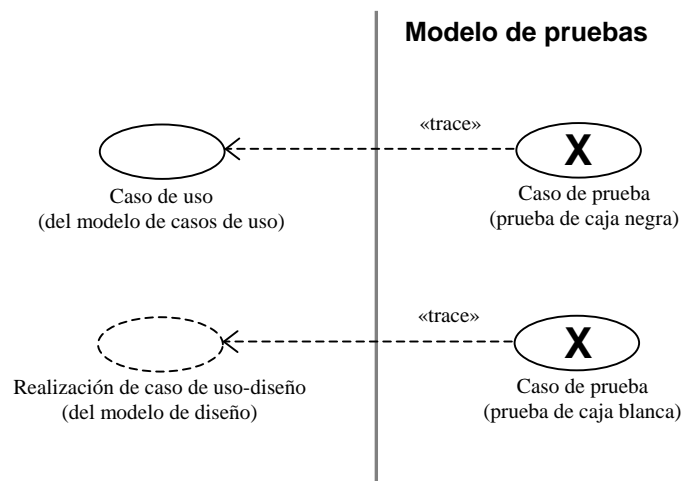 Modelo de pruebas
«trace»
X
Caso de uso
(del modelo de casos de uso)
Caso de prueba
(prueba de caja negra)
«trace»
X
Realización de caso de uso-diseño
(del modelo de diseño)
Caso de prueba
(prueba de caja blanca)